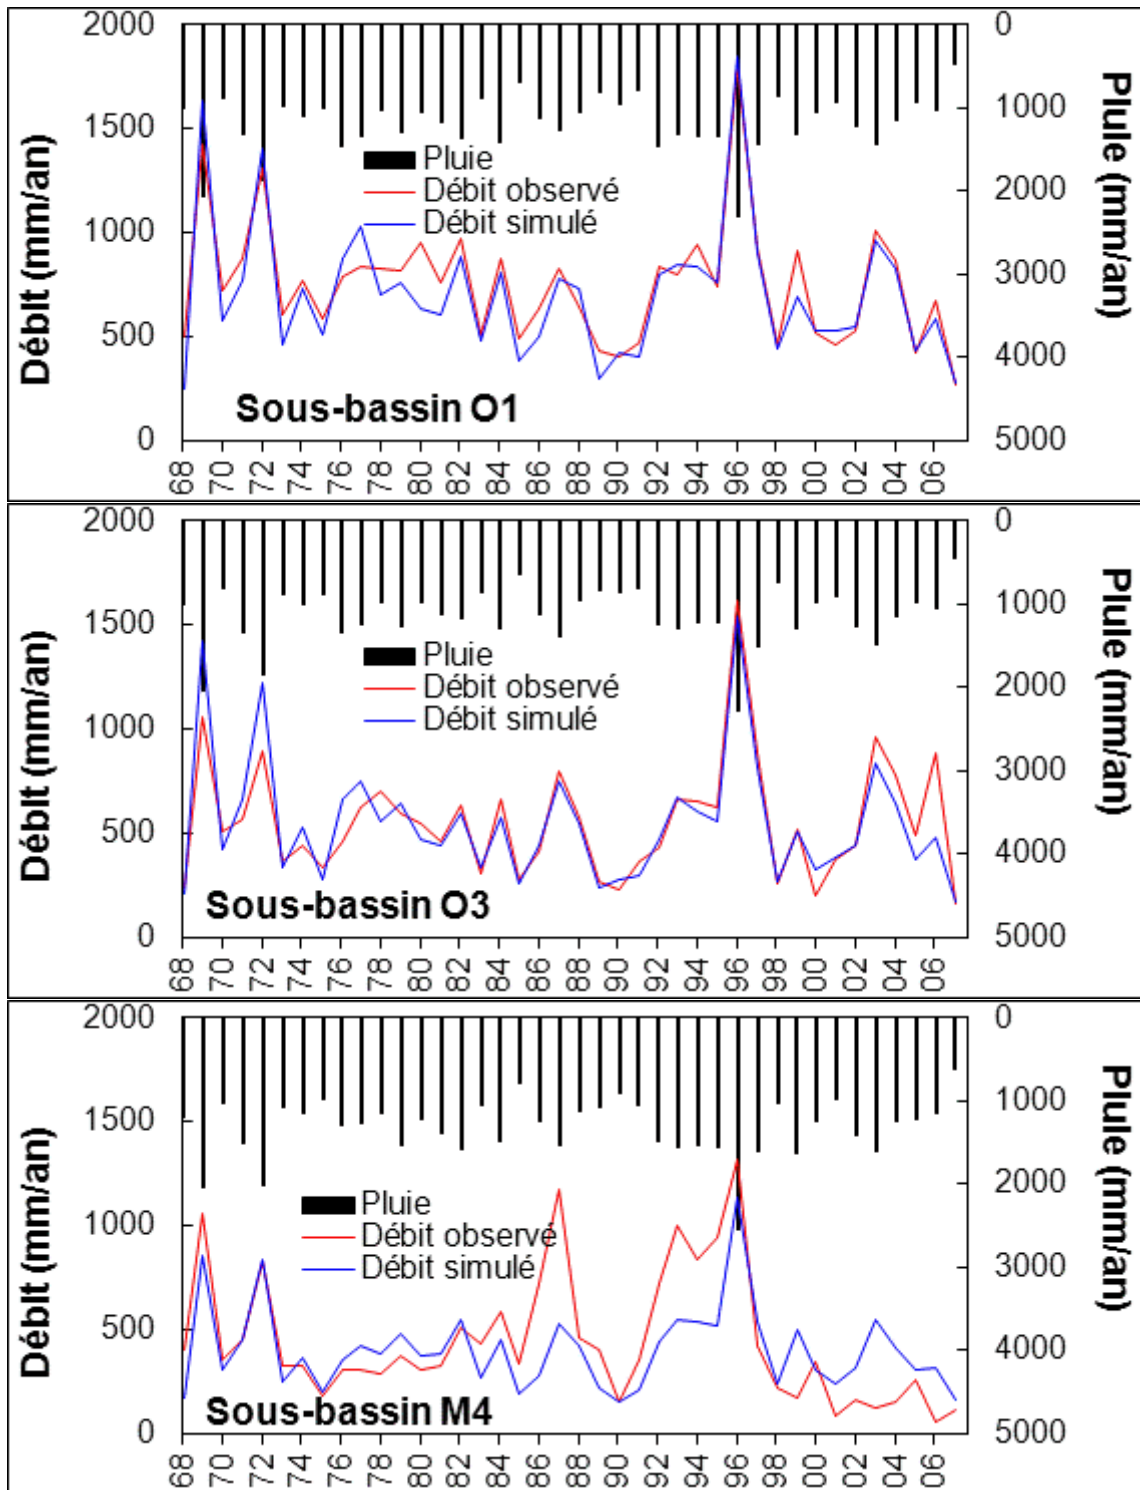 2000
1500
1000
500
0
Débit (mm/an)
0
1000
2000
3000
4000
5000
Pluie (mm/an)
Pluie
Débit observé
Débit simulé
Sous-bassin O1
68 70 72 74 76 78 80 82 84 86 88 90 92 94 96 98 00 02 04 06
2000
1500
1000
500
0
Débit (mm/an)
0
1000
2000
3000
4000
5000
Pluie (mm/an)
Pluie
Débit observé
Débit simulé
Sous-bassin O3
68 70 72 74 76 78 80 82 84 86 88 90 92 94 96 98 00 02 04 06
2000
1500
1000
500
0
Débit (mm/an)
0
1000
2000
3000
4000
5000
Pluie (mm/an)
Pluie
Débit observé
Débit simulé
Sous-bassin M4
68 70 72 74 76 78 80 82 84 86 88 90 92 94 96 98 00 02 04 06